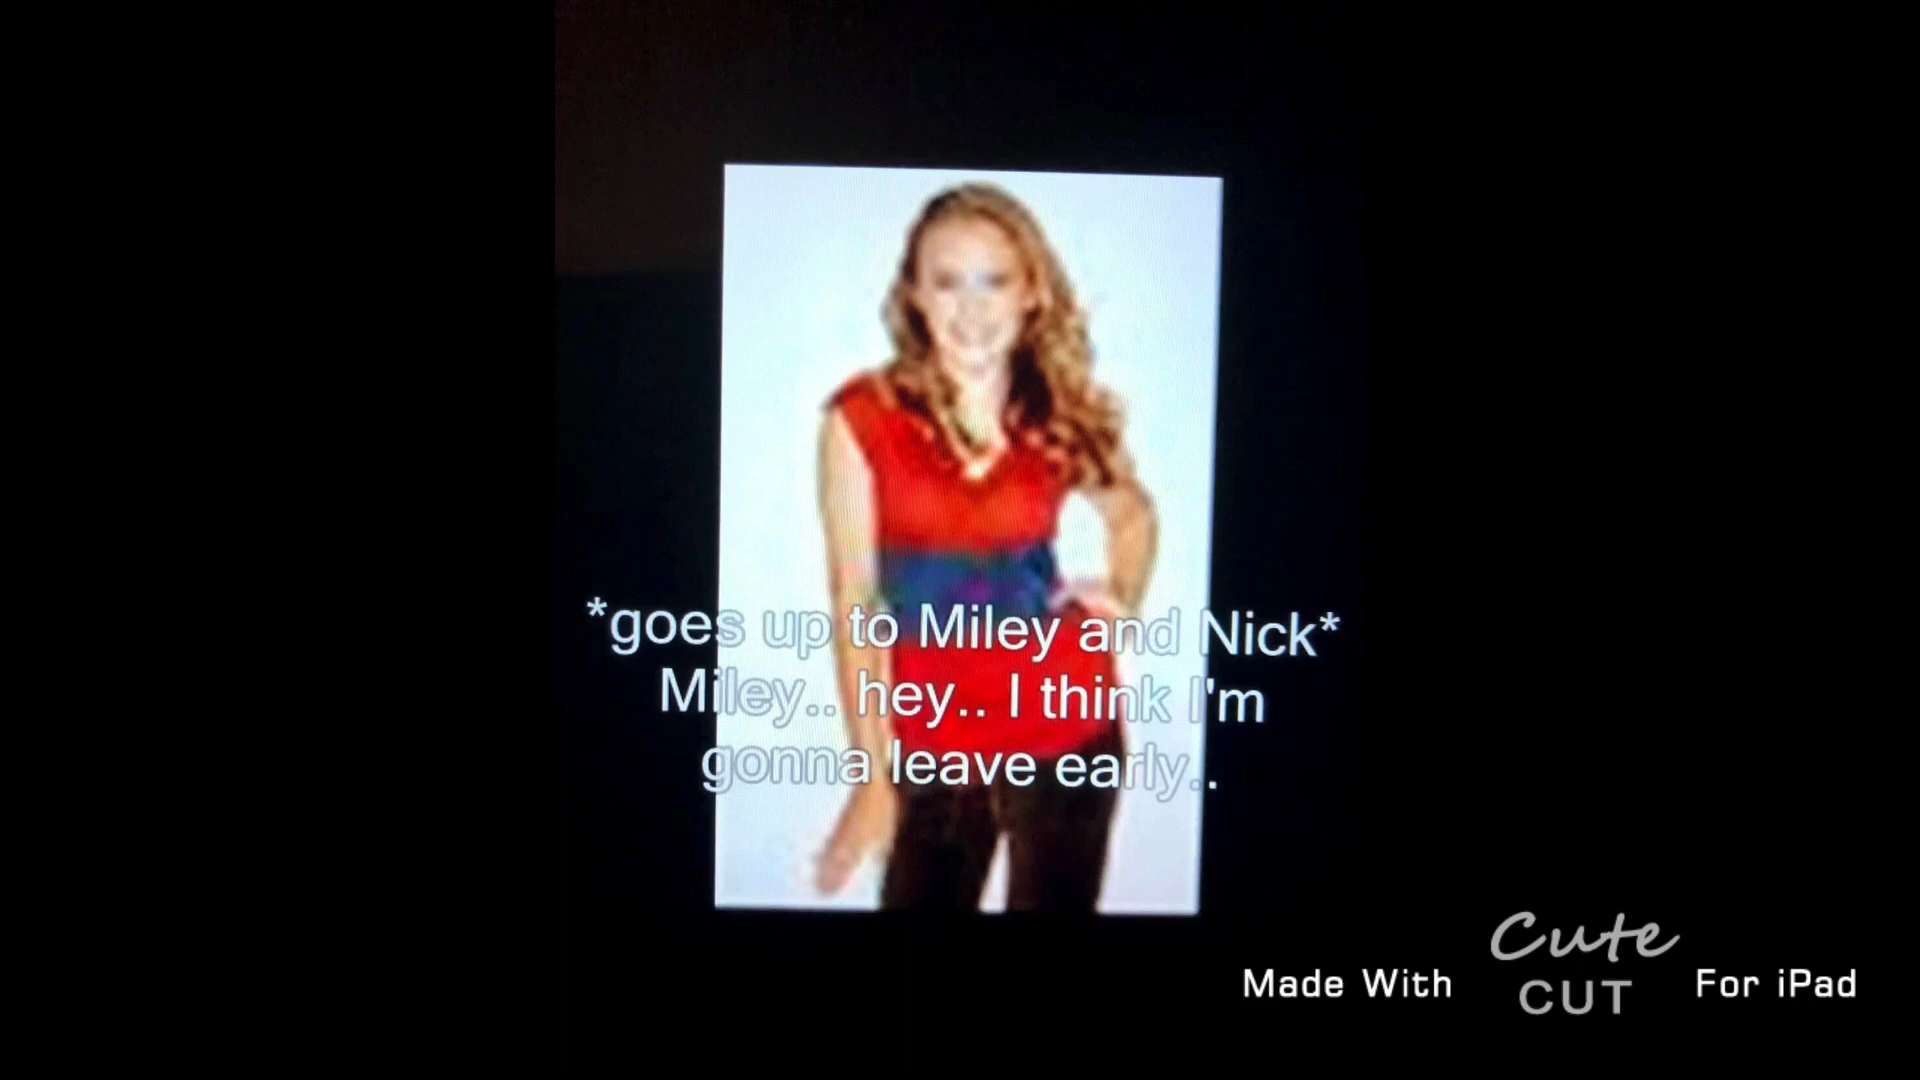 *goes up to Miley and Nick*
Miley.. hey.. I think I'm
gonna leave early..
Made With Cute CUT For iPad